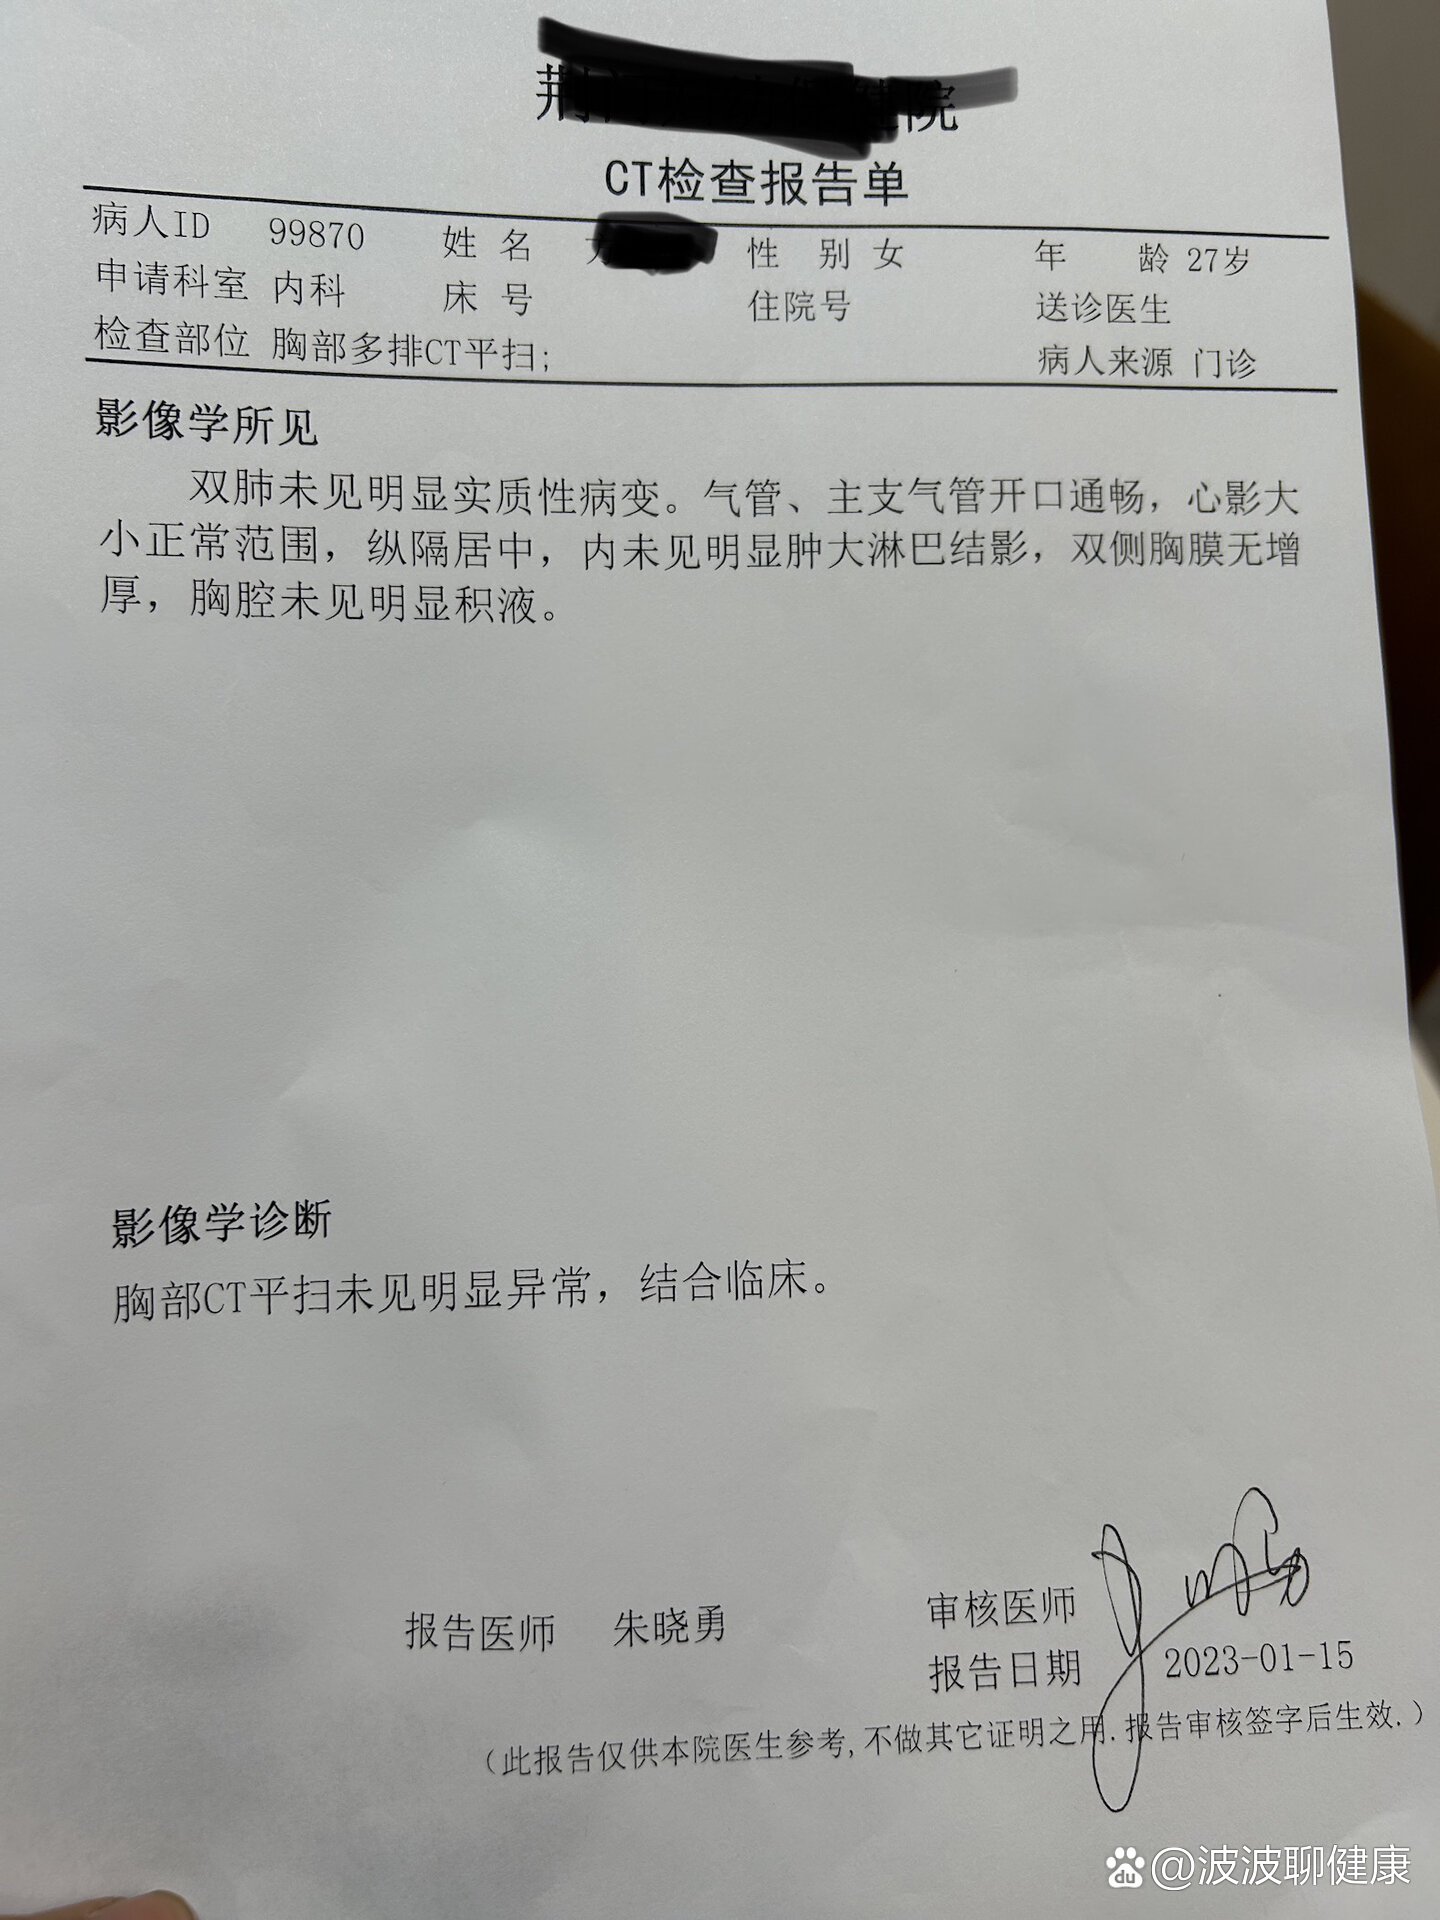 荆 院
CT检查报告单
病人ID 99870 姓 名 性 别 女 年 龄 27岁
申请科室 内科 床 号 住院号 送诊医生
检查部位 胸部多排CT平扫; 病人来源 门诊
影像学所见
双肺未见明显实质性病变。气管、主支气管开口通畅，心影大
小正常范围，纵隔居中，内未见明显肿大淋巴结影，双侧胸膜无增
厚，胸腔未见明显积液。
影像学诊断
胸部CT平扫未见明显异常，结合临床。
报告医师 朱晓勇 审核医师
报告日期 2023-01-15
（此报告仅供本院医生参考,不做其它证明之用.报告审核签字后生效.）
du @波波聊健康